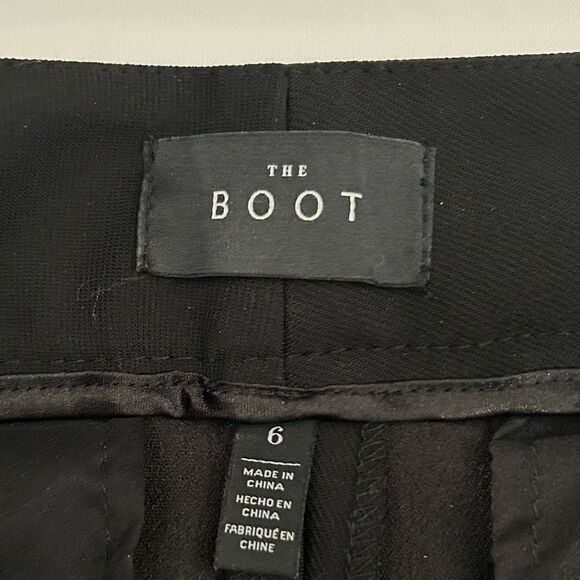 THE
BOOT
6
MADE IN
CHINA
HECHO EN
CHINA
FABRIQUÉ EN
CHINE